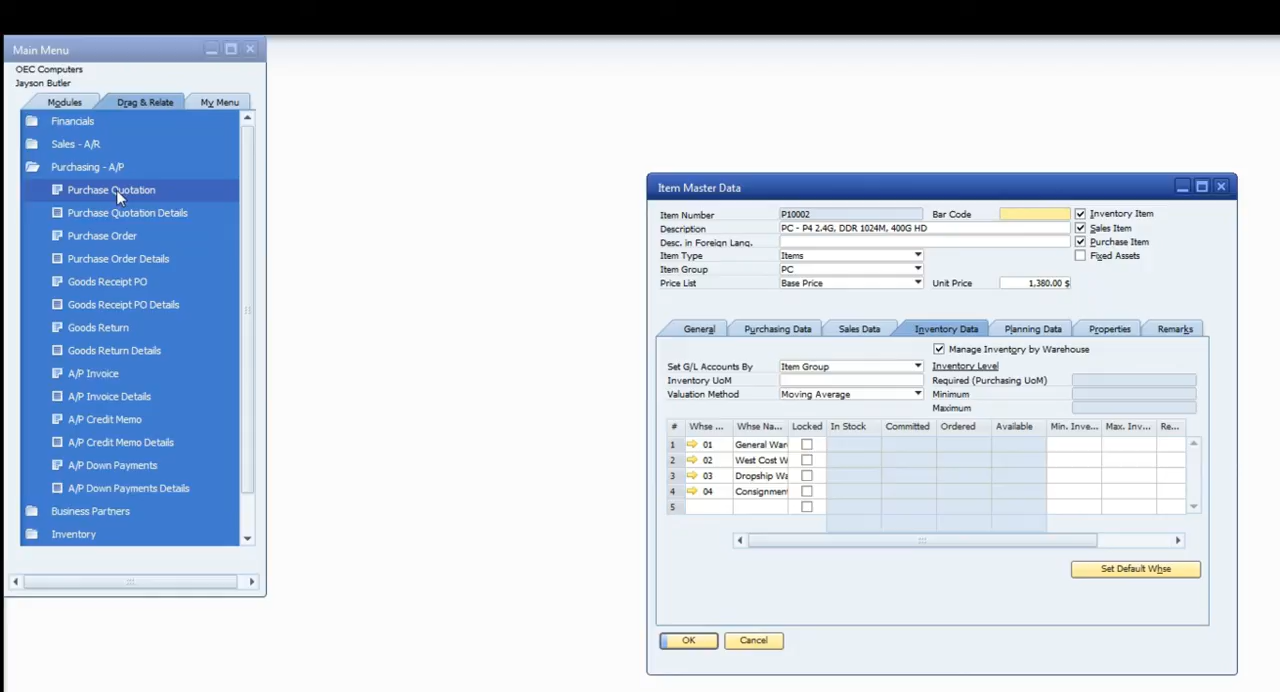 Main Menu
OEC Computers
Jayson Butler
Modules Drag & Relate My Menu
Financials
Sales - A/R
Purchasing - A/P
Purchase Quotation
Purchase Quotation Details
Purchase Order
Purchase Order Details
Goods Receipt PO
Goods Receipt PO Details
Goods Return
Goods Return Details
A/P Invoice
A/P Invoice Details
A/P Credit Memo
A/P Credit Memo Details
A/P Down Payments
A/P Down Payments Details
Business Partners
Inventory
Item Master Data
Item Number P10002 Bar Code Inventory Item
Description PC - P4 2.4G, DDR 1024M, 400G HD Sales Item
Desc. in Foreign Lang. Purchase Item
Item Type Items Fixed Assets
Item Group PC
Price List Base Price Unit Price 1,380.00 $
General Purchasing Data Sales Data Inventory Data Planning Data Properties Remarks
Manage Inventory by Warehouse
Set G/L Accounts By Item Group Inventory Level
Inventory UoM Required (Purchasing UoM)
Valuation Method Moving Average Minimum
Maximum
# Whse ... Whse Na... Locked In Stock Committed Ordered Available Min. Inve... Max. Inv... Re...
1 01 General War
2 02 West Cost W
3 03 Dropship Wa
4 04 Consignment
5
Set Default Whse
OK Cancel